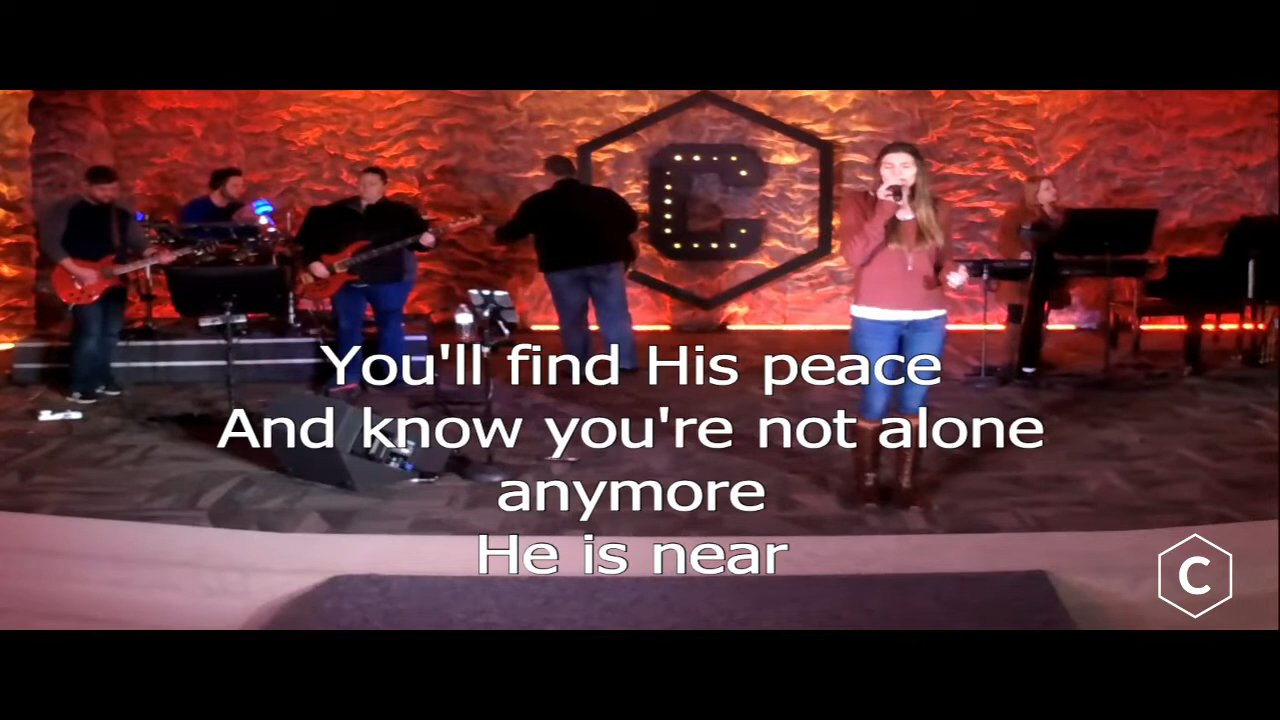 C
You'll find His peace
And know you're not alone
anymore
He is near
C